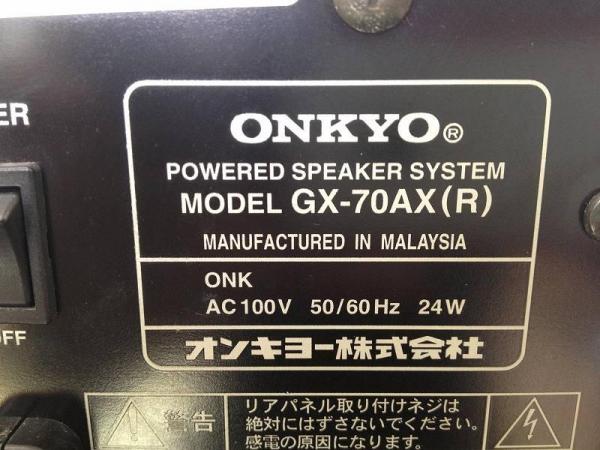 ONKYO®
POWERED SPEAKER SYSTEM
MODEL GX-70AX(R)
MANUFACTURED IN MALAYSIA
ONK
AC 100V 50/60Hz 24W
オンキヨー株式会社
ER
FF
警告
リアパネル取り付けネジは
絶対にはずさないでください。
感電の原因になります。